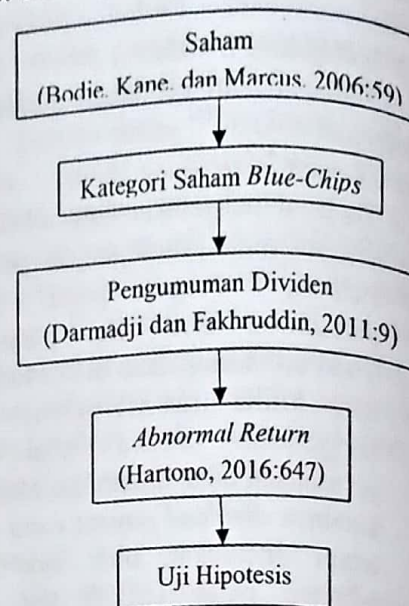 Saham
(Bodie, Kane, dan Marcus, 2006:59)
Kategori Saham Blue-Chips
Pengumuman Dividen
(Darmadji dan Fakhruddin, 2011:9)
Abnormal Return
(Hartono, 2016:647)
Uji Hipotesis